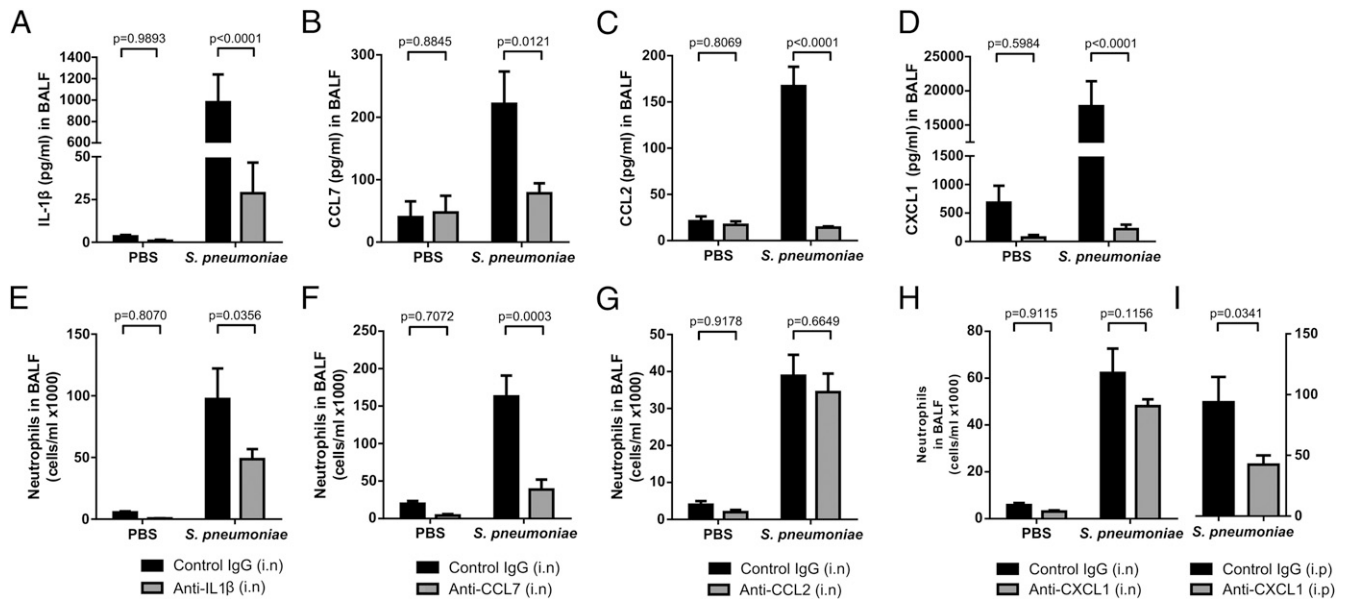 A
p=0.9893 p<0.0001
IL-1β (pg/ml) in BALF
1400
1200
1000
800
600
50
25
0
PBS S. pneumoniae
B
p=0.8845 p=0.0121
CCL7 (pg/ml) in BALF
300
200
100
0
PBS S. pneumoniae
C
p=0.8069 p<0.0001
CCL2 (pg/ml) in BALF
200
150
100
50
0
PBS S. pneumoniae
D
p=0.5984 p<0.0001
CXCL1 (pg/ml) in BALF
25000
20000
15000
10000
1500
1000
500
0
PBS S. pneumoniae
E
p=0.8070 p=0.0356
Neutrophils in BALF
(cells/ml x1000)
150
100
50
0
PBS S. pneumoniae
Control IgG (i.n)
Anti-IL1β (i.n)
F
p=0.7072 p=0.0003
Neutrophils in BALF
(cells/ml x1000)
250
200
150
100
50
0
PBS S. pneumoniae
Control IgG (i.n)
Anti-CCL7 (i.n)
G
p=0.9178 p=0.6649
Neutrophils in BALF
(cells/ml x1000)
50
40
30
20
10
0
PBS S. pneumoniae
Control IgG (i.n)
Anti-CCL2 (i.n)
H
p=0.9115 p=0.1156
Neutrophils
in BALF
(cells/ml x1000)
80
60
40
20
0
PBS S. pneumoniae
Control IgG (i.n)
Anti-CXCL1 (i.n)
I
p=0.0341
150
100
50
0
S. pneumoniae
Control IgG (i.p)
Anti-CXCL1 (i.p)